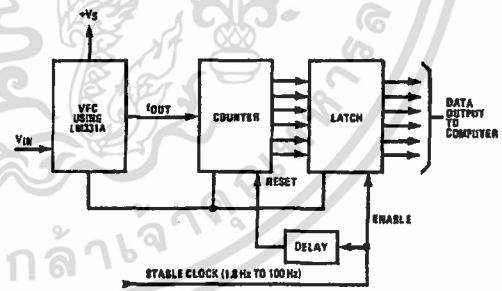 +VS
VFC
USING
LM331A
VIN
fOUT
COUNTER
LATCH
DATA
OUTPUT
TO
COMPUTER
RESET
ENABLE
DELAY
STABLE CLOCK (1.8 Hz TO 100 Hz)